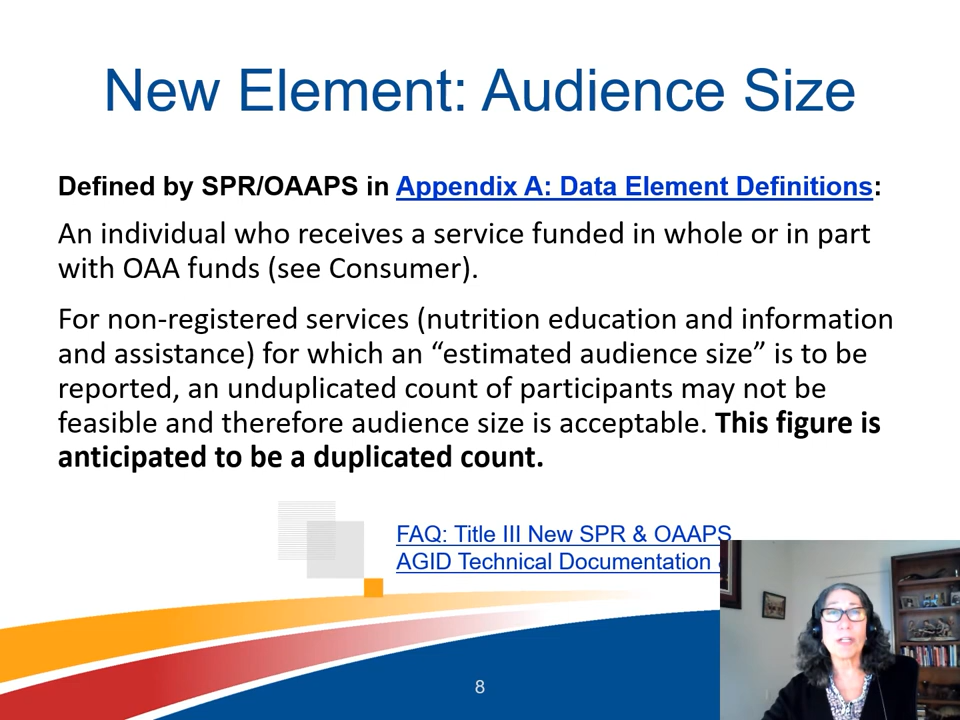 New Element: Audience Size
Defined by SPR/OAAPS in Appendix A: Data Element Definitions:
An individual who receives a service funded in whole or in part
with OAA funds (see Consumer).
For non-registered services (nutrition education and information
and assistance) for which an “estimated audience size” is to be
reported, an unduplicated count of participants may not be
feasible and therefore audience size is acceptable. This figure is
anticipated to be a duplicated count.
FAQ: Title III New SPR & OAAPS
AGID Technical Documentation
8